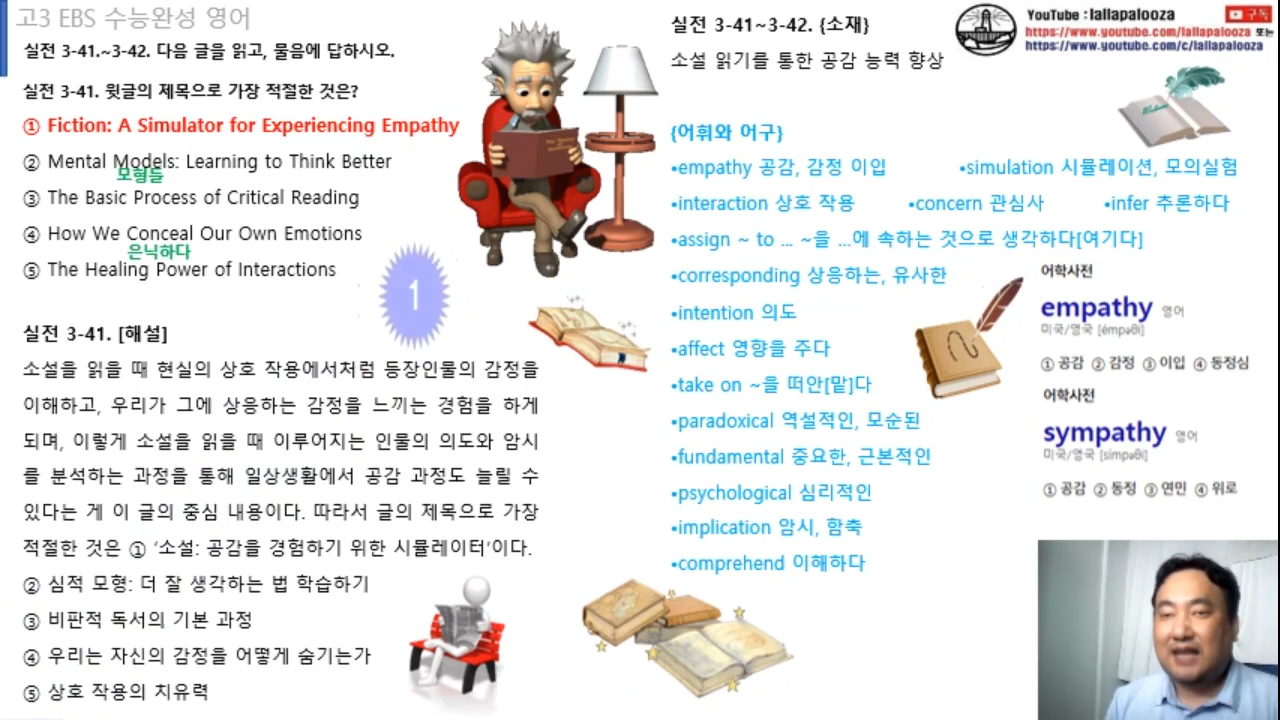 고3 EBS 수능완성 영어
실전 3-41.~3-42. 다음 글을 읽고, 물음에 답하시오.
실전 3-41. 윗글의 제목으로 가장 적절한 것은?
① Fiction: A Simulator for Experiencing Empathy
② Mental Models: Learning to Think Better
모형들
③ The Basic Process of Critical Reading
④ How We Conceal Our Own Emotions
은닉하다
⑤ The Healing Power of Interactions
1
실전 3-41. [해설]
소설을 읽을 때 현실의 상호 작용에서처럼 등장인물의 감정을
이해하고, 우리가 그에 상응하는 감정을 느끼는 경험을 하게
되며, 이렇게 소설을 읽을 때 이루어지는 인물의 의도와 암시
를 분석하는 과정을 통해 일상생활에서 공감 과정도 늘릴 수
있다는 게 이 글의 중심 내용이다. 따라서 글의 제목으로 가장
적절한 것은 ① ‘소설: 공감을 경험하기 위한 시뮬레이터’이다.
② 심적 모형: 더 잘 생각하는 법 학습하기
③ 비판적 독서의 기본 과정
④ 우리는 자신의 감정을 어떻게 숨기는가
⑤ 상호 작용의 치유력
실전 3-41~3-42. {소재}
소설 읽기를 통한 공감 능력 향상
{어휘와 어구}
•empathy 공감, 감정 이입 •simulation 시뮬레이션, 모의실험
•interaction 상호 작용 •concern 관심사 •infer 추론하다
•assign ~ to ... ~을 ...에 속하는 것으로 생각하다[여기다]
•corresponding 상응하는, 유사한
•intention 의도
•affect 영향을 주다
•take on ~을 떠안[맡]다
•paradoxical 역설적인, 모순된
•fundamental 중요한, 근본적인
•psychological 심리적인
•implication 암시, 함축
•comprehend 이해하다
YouTube : lallapalooza
구독
https://www.youtube.com/lallapalooza 또는
https://www.youtube.com/c/lallapalooza
어학사전
empathy 영어
미국/영국 [émpəθi]
① 공감 ② 감정 ③ 이입 ④ 동정심
어학사전
sympathy 영어
미국/영국 [símpəθi]
① 공감 ② 동정 ③ 연민 ④ 위로